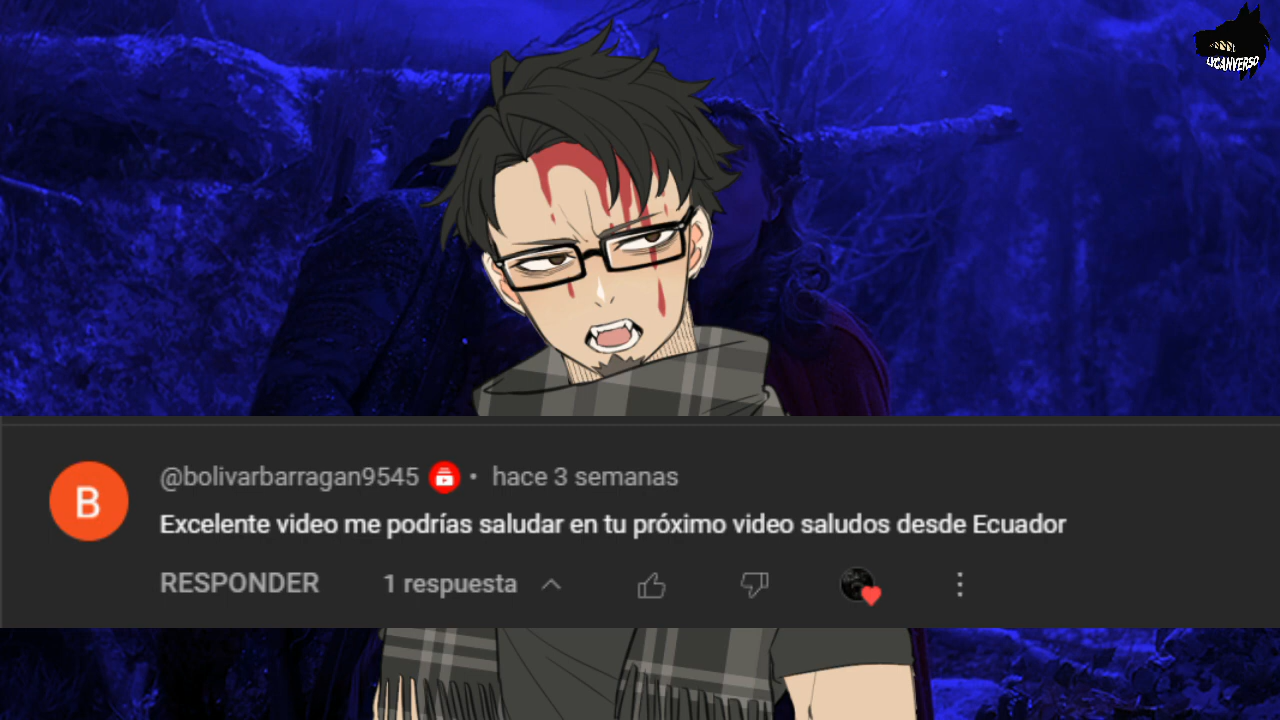 LYCANVERSO
@bolivarbarragan9545 • hace 3 semanas
B
Excelente video me podrías saludar en tu próximo video saludos desde Ecuador
RESPONDER 1 respuesta